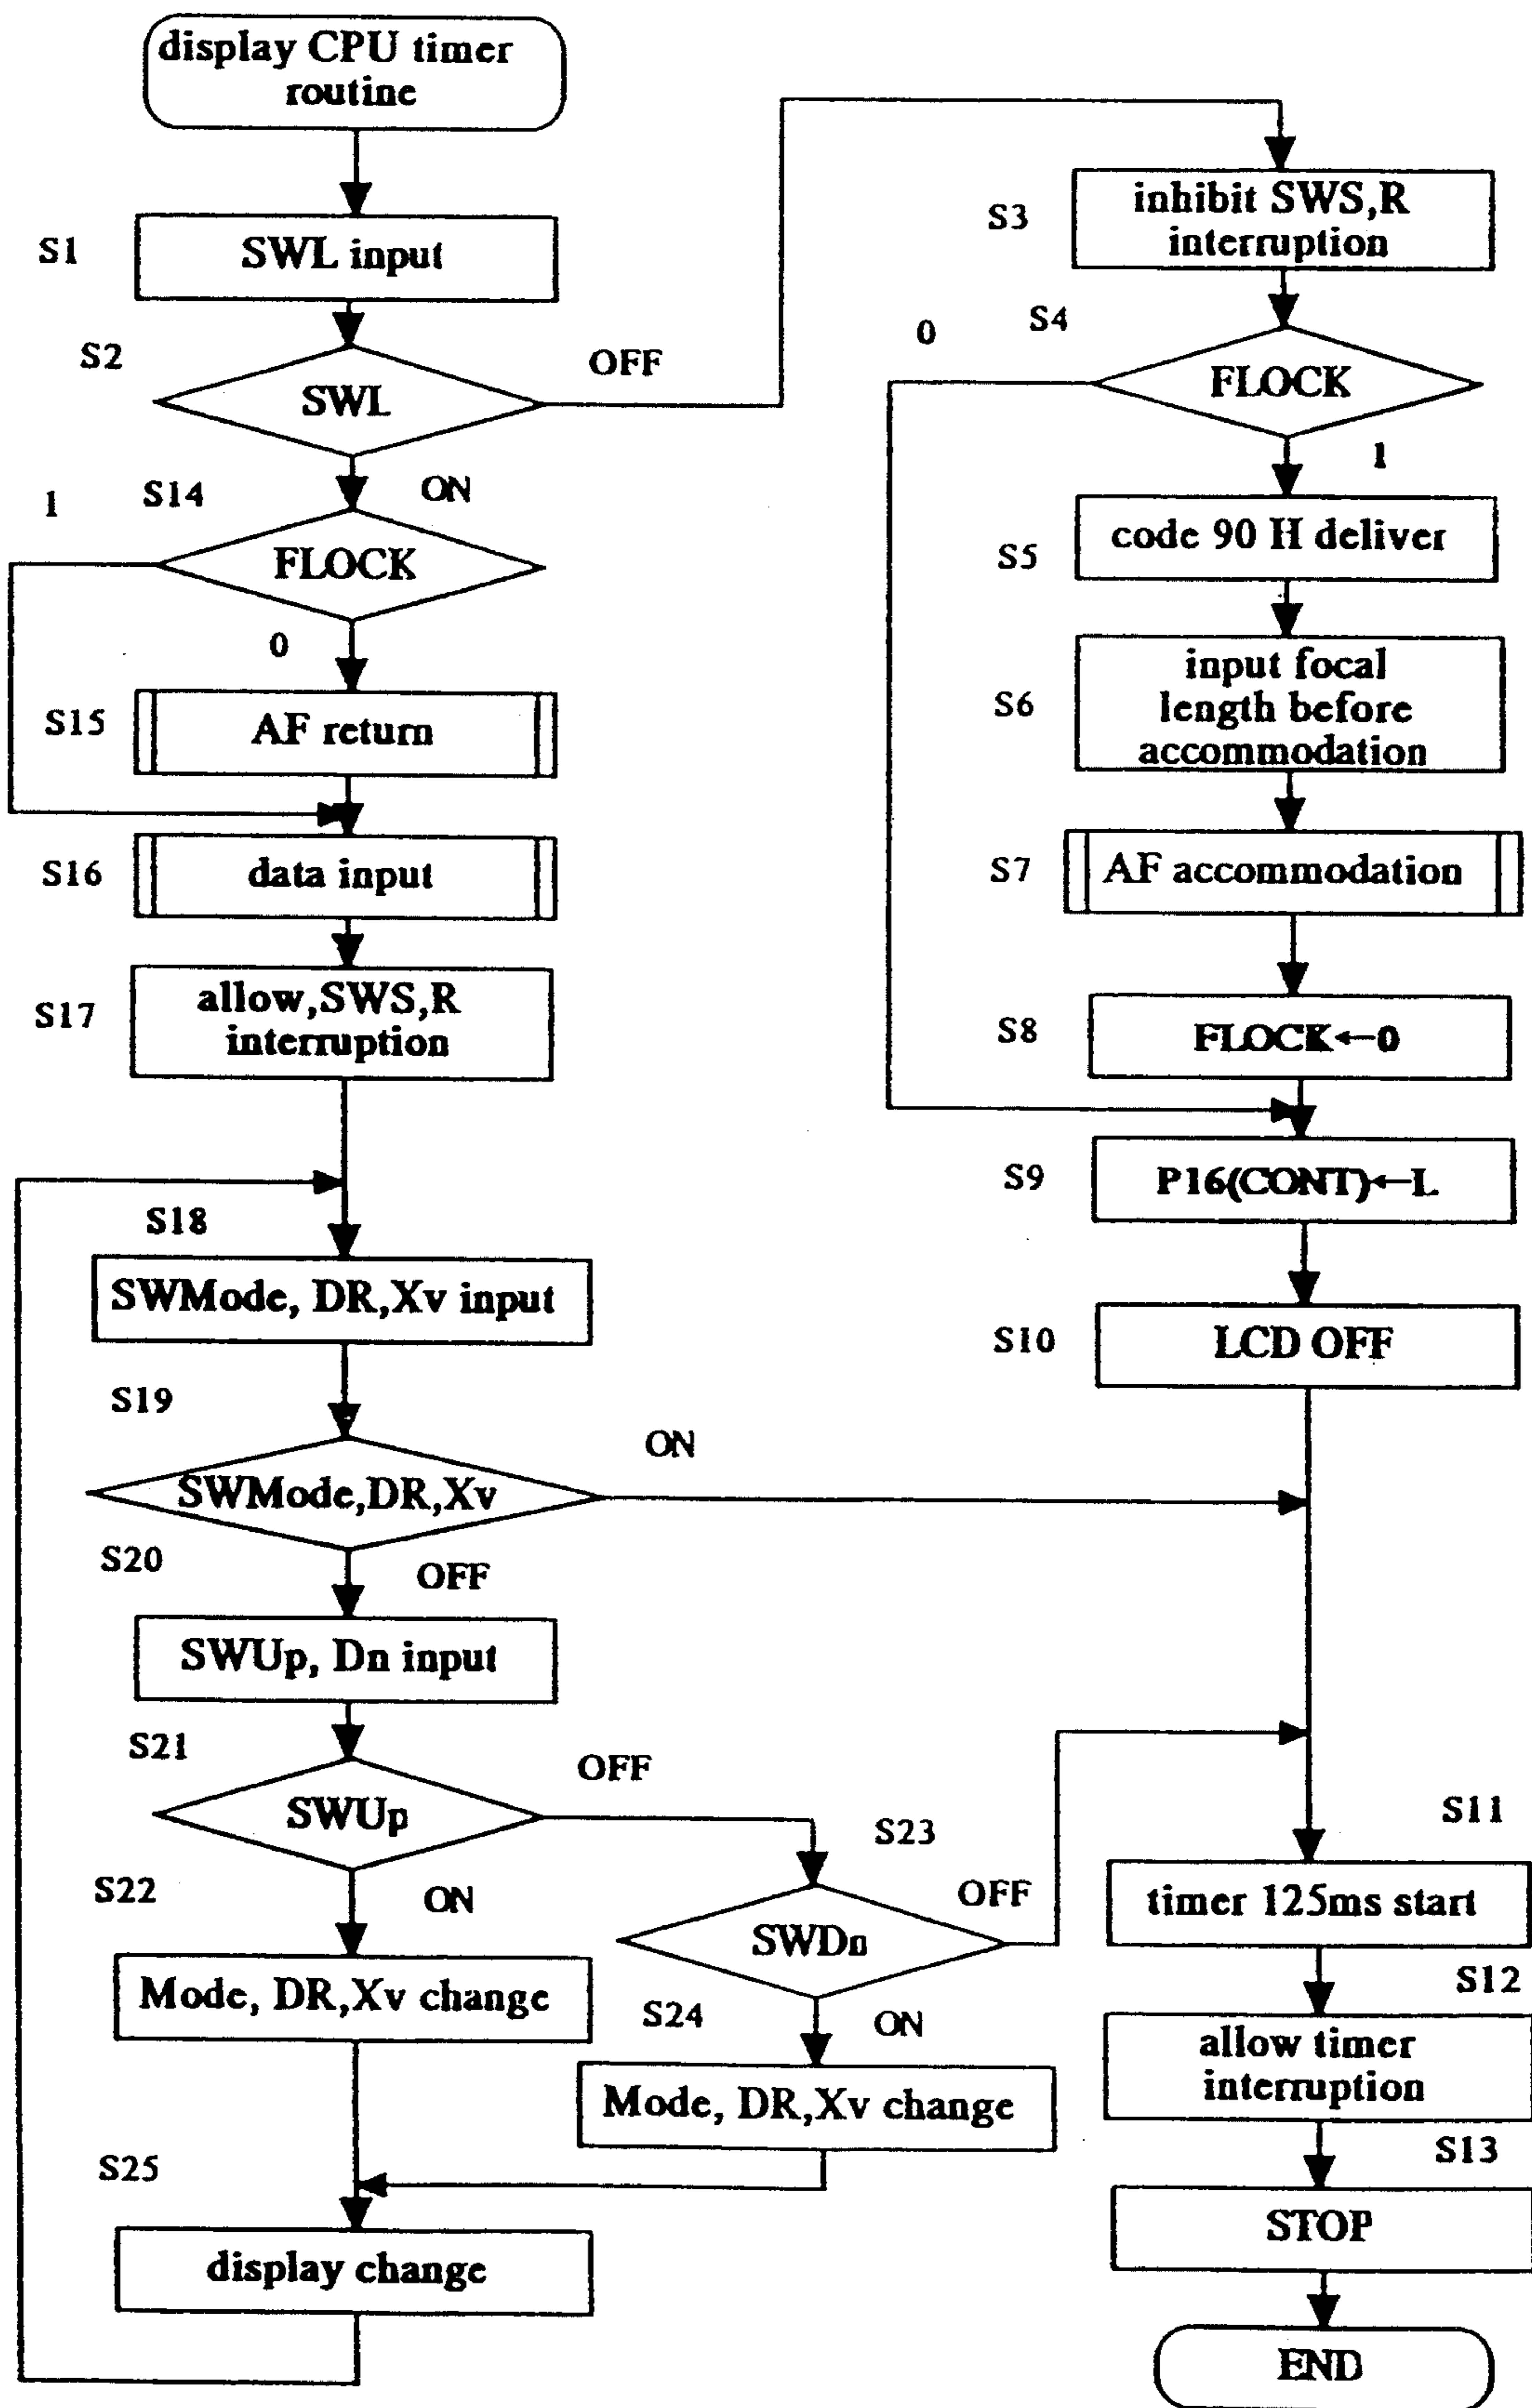 display CPU timer
routine
S1
SWL input
S2
SWL
OFF
ON
S14
1
FLOCK
0
S15
AF return
S16
data input
S17
allow,SWS,R
interruption
S18
SWMode, DR,Xv input
S19
SWMode,DR,Xv
ON
S20
OFF
SWUp, Dn input
S21
SWUp
OFF
S22
ON
Mode, DR,Xv change
S23
SWDn
OFF
S24
ON
Mode, DR,Xv change
S25
display change
S3
inhibit SWS,R
interruption
S4
0
FLOCK
1
S5
code 90 H deliver
S6
input focal
length before
accommodation
S7
AF accommodation
S8
FLOCK←0
S9
P16(CONT)←L
S10
LCD OFF
S11
timer 125ms start
S12
allow timer
interruption
S13
STOP
END